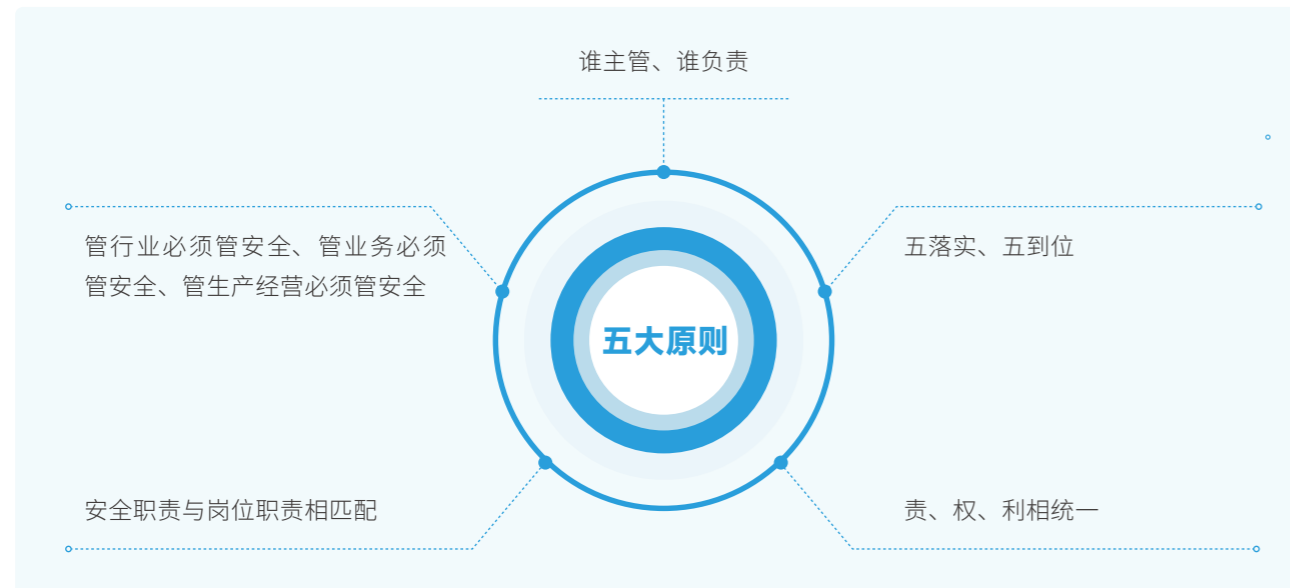 谁主管、谁负责
管行业必须管安全、管业务必须
管安全、管生产经营必须管安全
五落实、五到位
五大原则
安全职责与岗位职责相匹配
责、权、利相统一